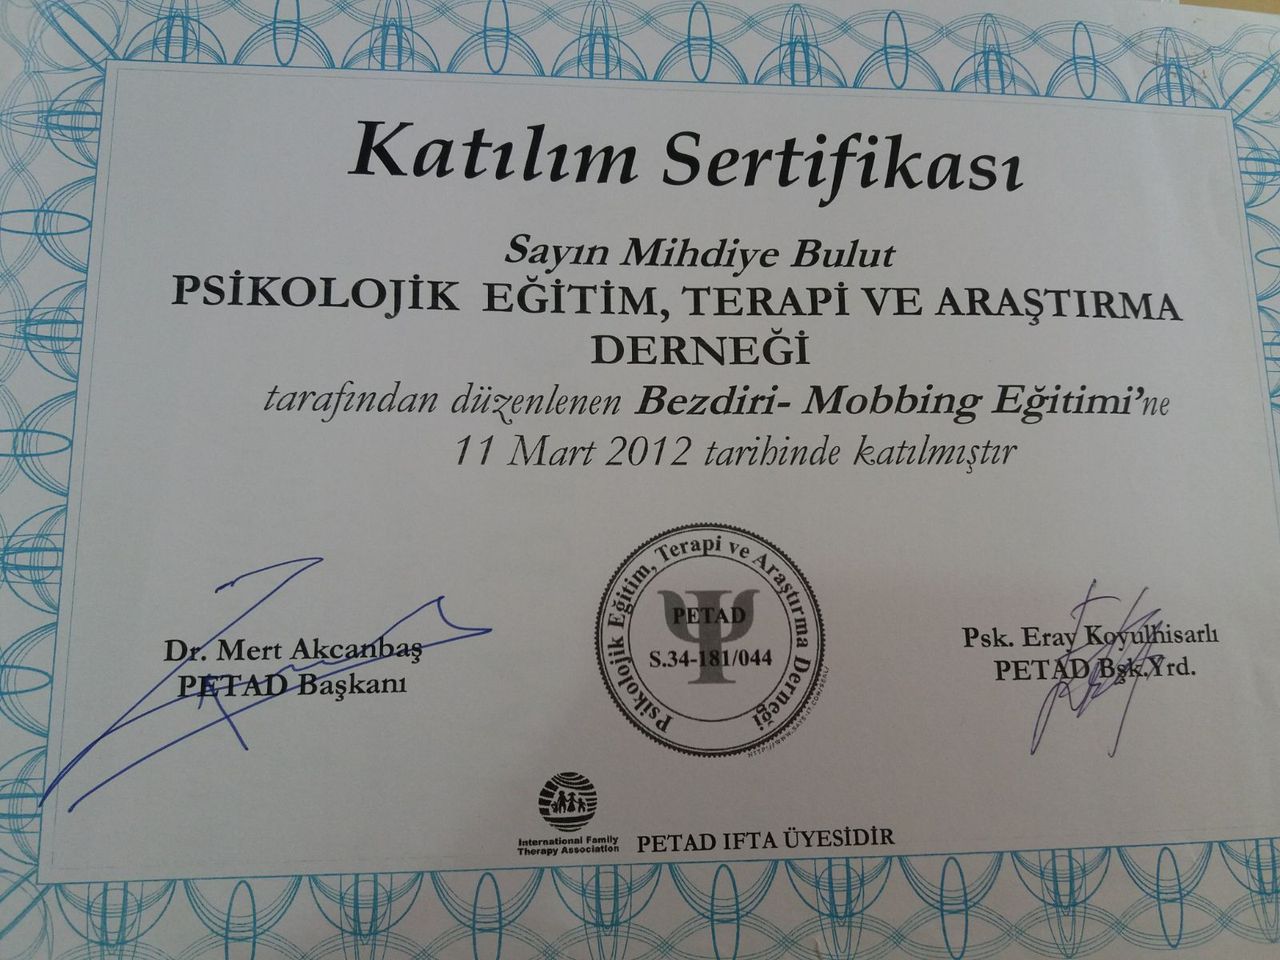 Katılım Sertifikası
Sayın Mihdiye Bulut
PSİKOLOJİK EĞİTİM, TERAPİ VE ARAŞTIRMA
DERNEĞİ
tarafından düzenlenen Bezdiri- Mobbing Eğitimi'ne
11 Mart 2012 tarihinde katılmıştır
Psikolojik Eğitim, Terapi ve Araştırma Derneği
PETAD
S.34-181/044
Dr. Mert Akcanbaş
PETAD Başkanı
Psk. Eray Koyulhisarlı
PETAD Bşk.Yrd.
International Family
Therapy Association
PETAD IFTA ÜYESİDİR